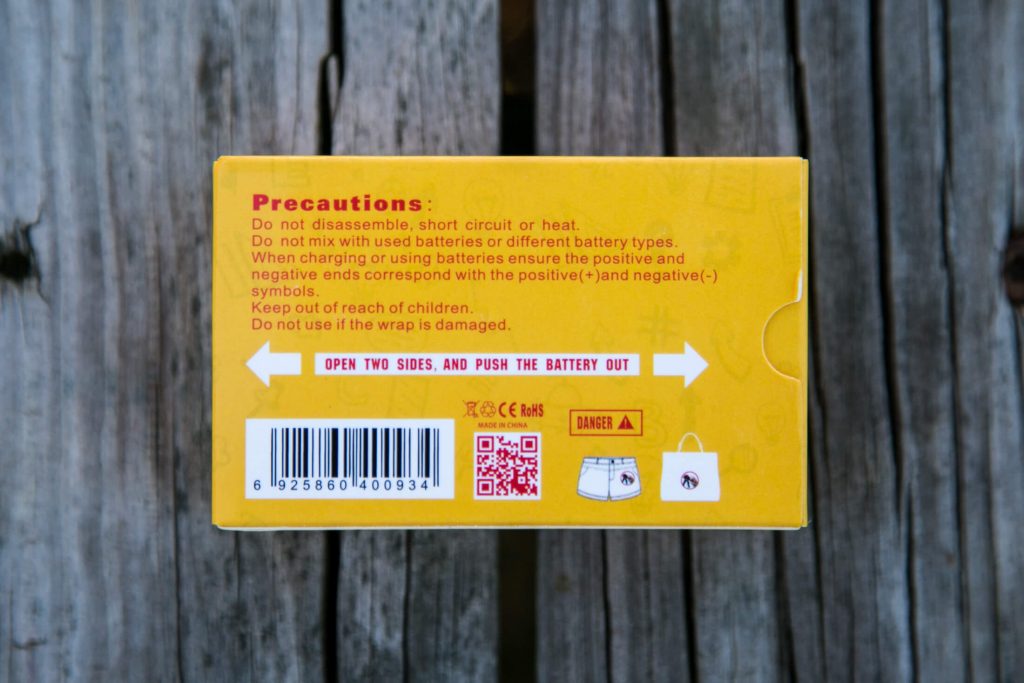 Precautions:
Do not disassemble, short circuit or heat.
Do not mix with used batteries or different battery types.
When charging or using batteries ensure the positive and
negative ends correspond with the positive(+)and negative(-)
symbols.
Keep out of reach of children.
Do not use if the wrap is damaged.
OPEN TWO SIDES, AND PUSH THE BATTERY OUT
CE RoHS
MADE IN CHINA
DANGER
6 925860 400934